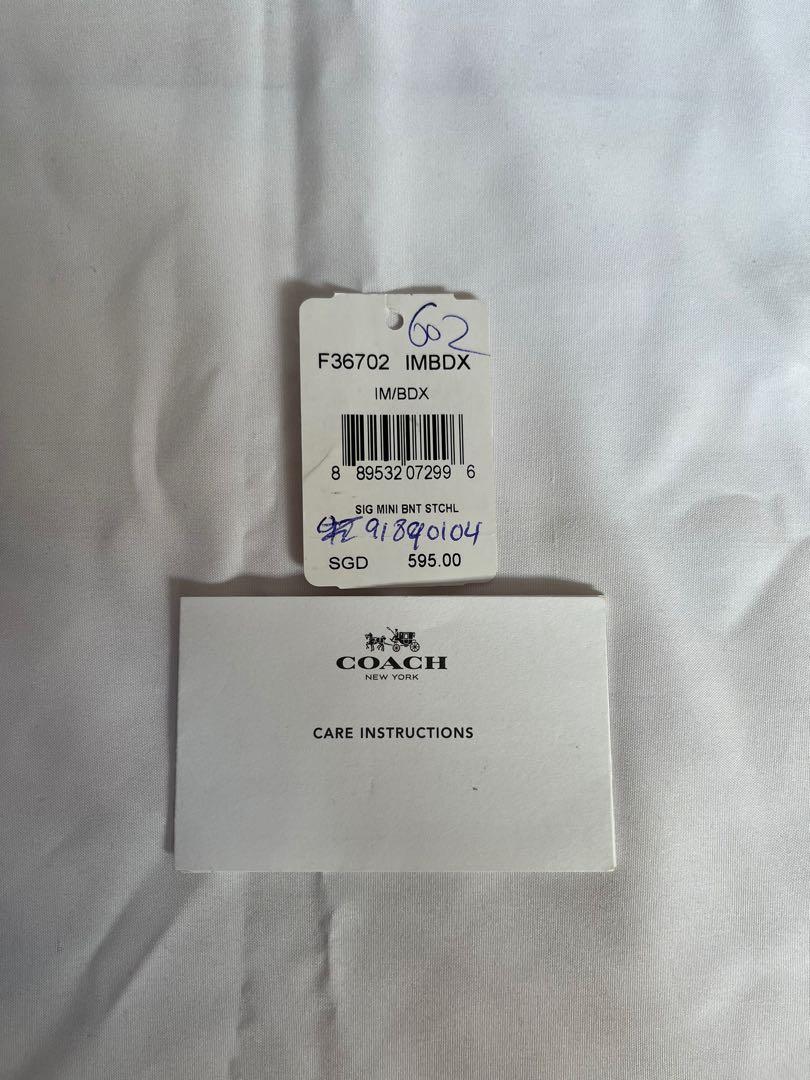 602
F36702 IMBDX
IM/BDX
8 89532 07299 6
SIG MINI BNT STCHL
91890104
SGD 595.00
COACH
NEW YORK
CARE INSTRUCTIONS